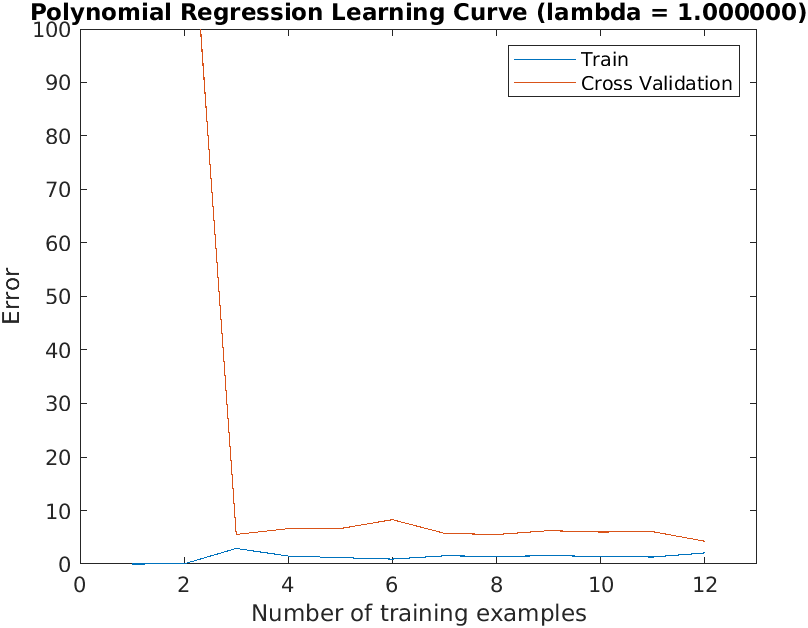 Polynomial Regression Learning Curve (lambda = 1.000000)
Train
Cross Validation
100
90
80
70
60
50
40
30
20
10
0
Error
0 2 4 6 8 10 12
Number of training examples